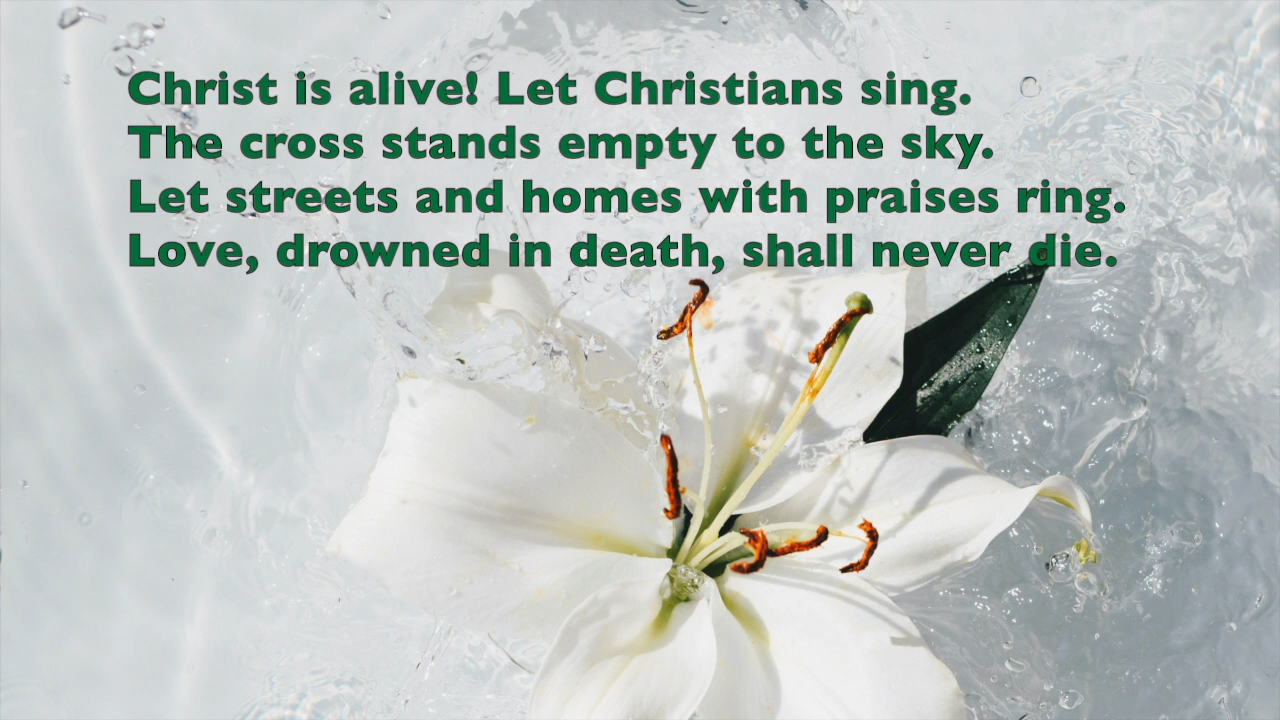 Christ is alive! Let Christians sing.
The cross stands empty to the sky.
Let streets and homes with praises ring.
Love, drowned in death, shall never die.